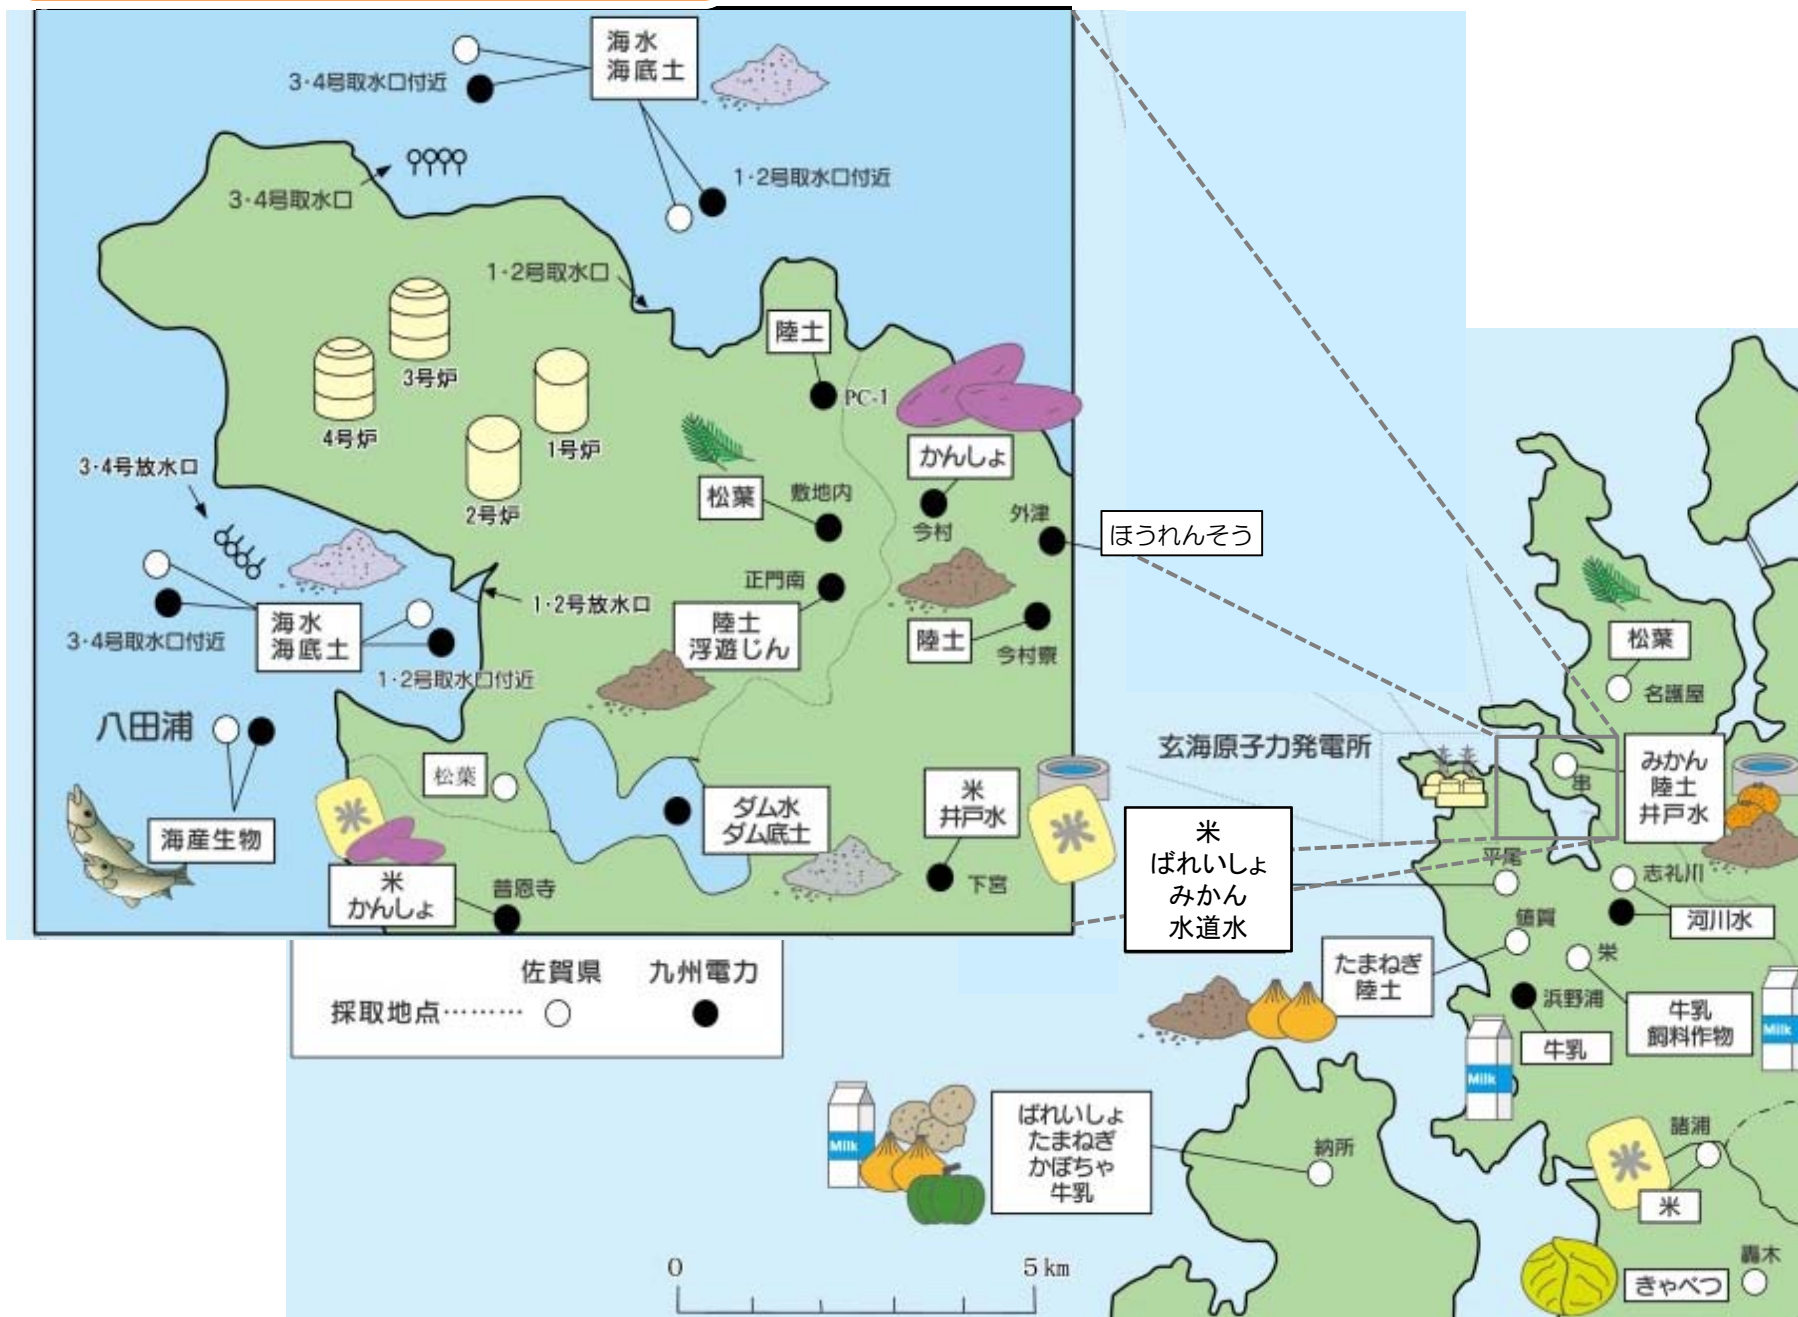 海水
海底土
3・4号取水口付近
1・2号取水口付近
3・4号取水口
1・2号取水口
陸土
PC-1
3号炉
4号炉
1号炉
2号炉
かんしょ
今村
松葉
敷地内
外津
ほうれんそう
3・4号放水口
1・2号放水口
正門南
陸土
浮遊じん
陸土
今村寮
海水
海底土
3・4号取水口付近
1・2号取水口付近
八田浦
海産生物
松葉
米
かんしょ
普恩寺
ダム水
ダム底土
米
井戸水
米
米
下宮
松葉
名護屋
玄海原子力発電所
串
みかん
陸土
井戸水
米
ばれいしょ
みかん
水道水
平尾
志礼川
河川水
値賀
栄
たまねぎ
陸土
浜野浦
牛乳
牛乳
飼料作物
Milk
Milk
佐賀県 九州電力
採取地点………
Milk
ばれいしょ
たまねぎ
かぼちゃ
牛乳
納所
諸浦
米
米
きゃべつ
轟木
0 5 km